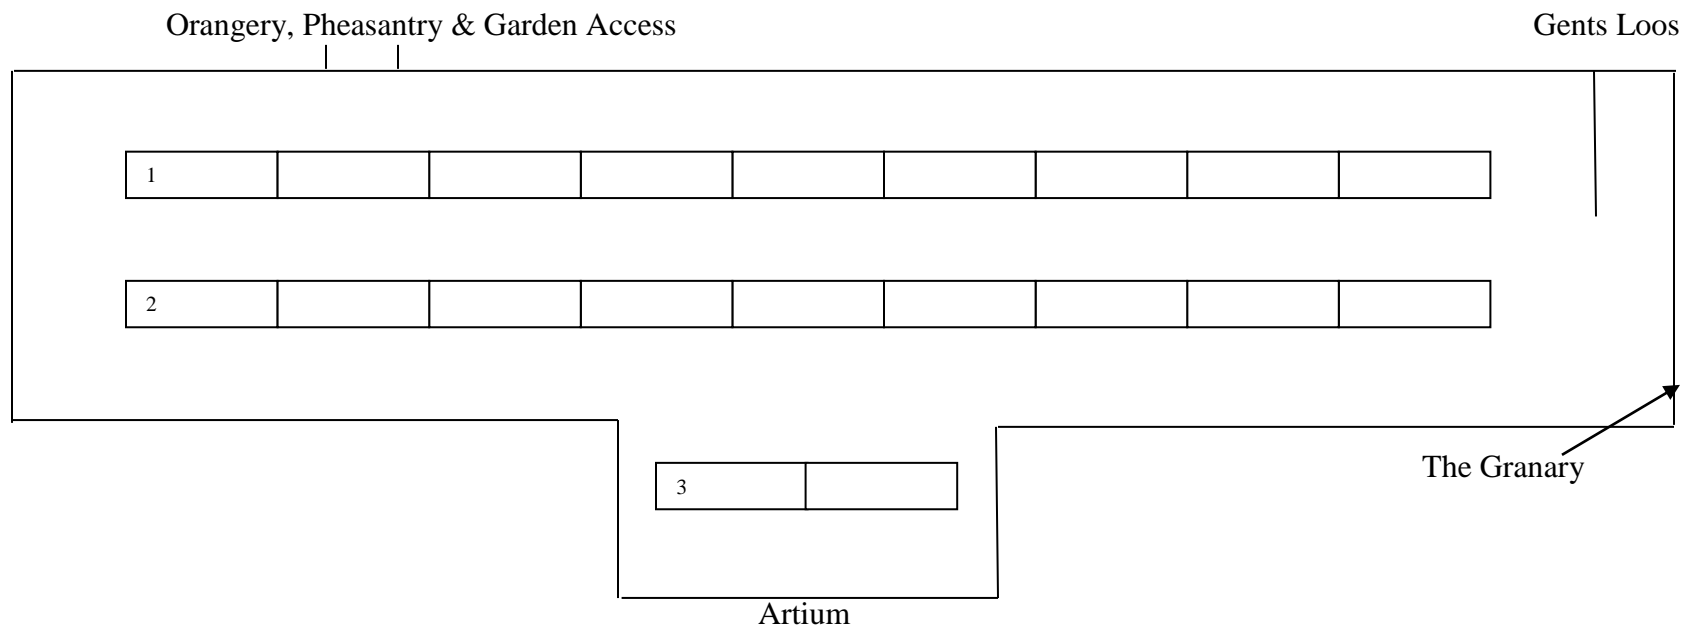 Orangery, Pheasantry & Garden Access
Gents Loos
1
2
3
The Granary
Artium